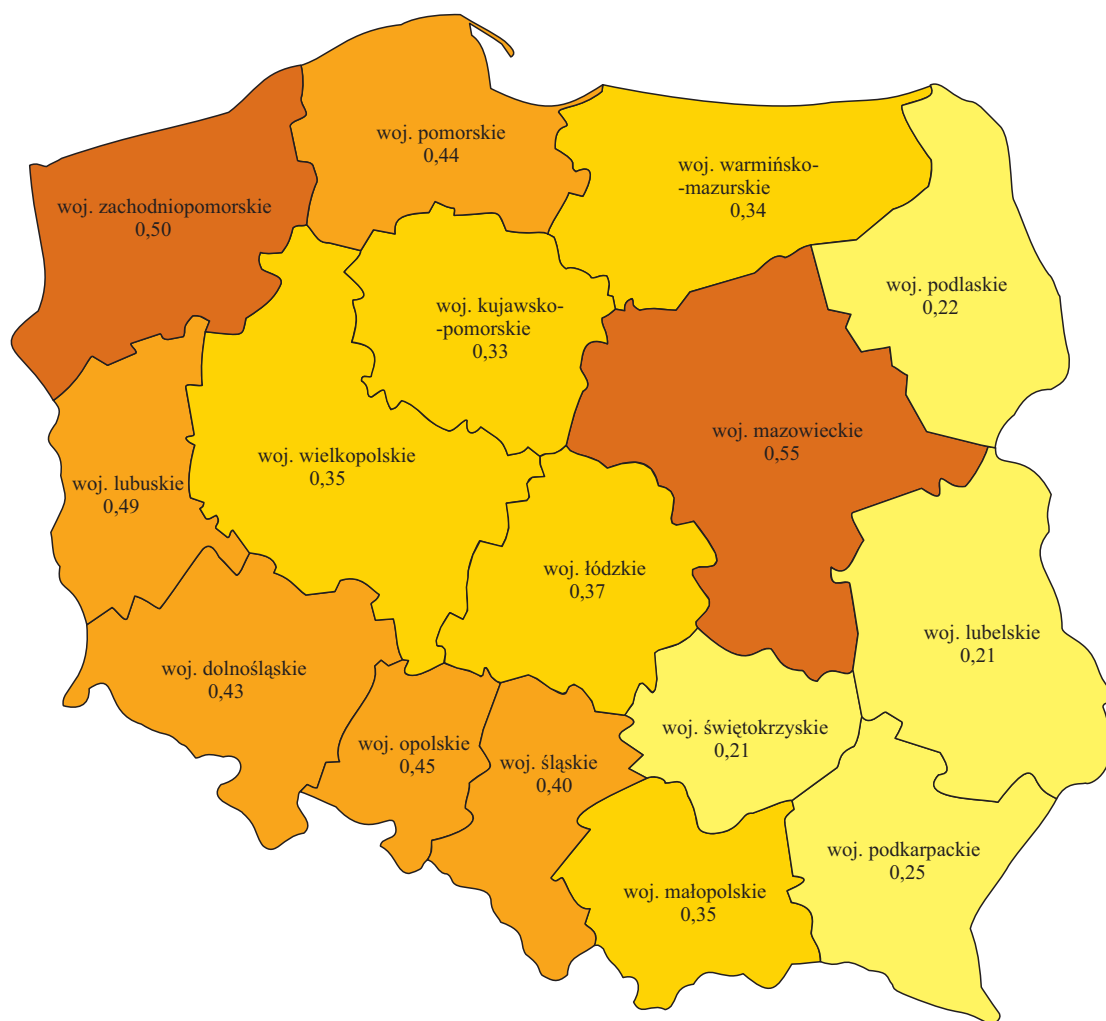 woj. pomorskie
0,44
woj. warmińsko-
-mazurskie
0,34
woj. zachodniopomorskie
0,50
woj. podlaskie
0,22
woj. kujawsko-
-pomorskie
0,33
woj. mazowieckie
0,55
woj. wielkopolskie
0,35
woj. lubuskie
0,49
woj. łódzkie
0,37
woj. lubelskie
0,21
woj. dolnośląskie
0,43
woj. świętokrzyskie
0,21
woj. opolskie
0,45
woj. śląskie
0,40
woj. podkarpackie
0,25
woj. małopolskie
0,35